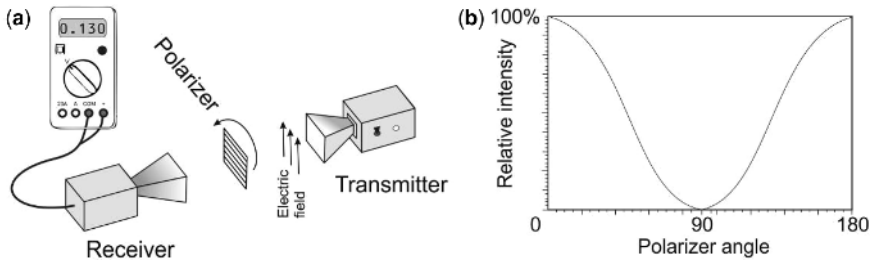 (a)
0.130
V
20A A COM +
Polarizer
Electric
field
Transmitter
Receiver
(b)
100%
Relative intensity
0
90
180
Polarizer angle